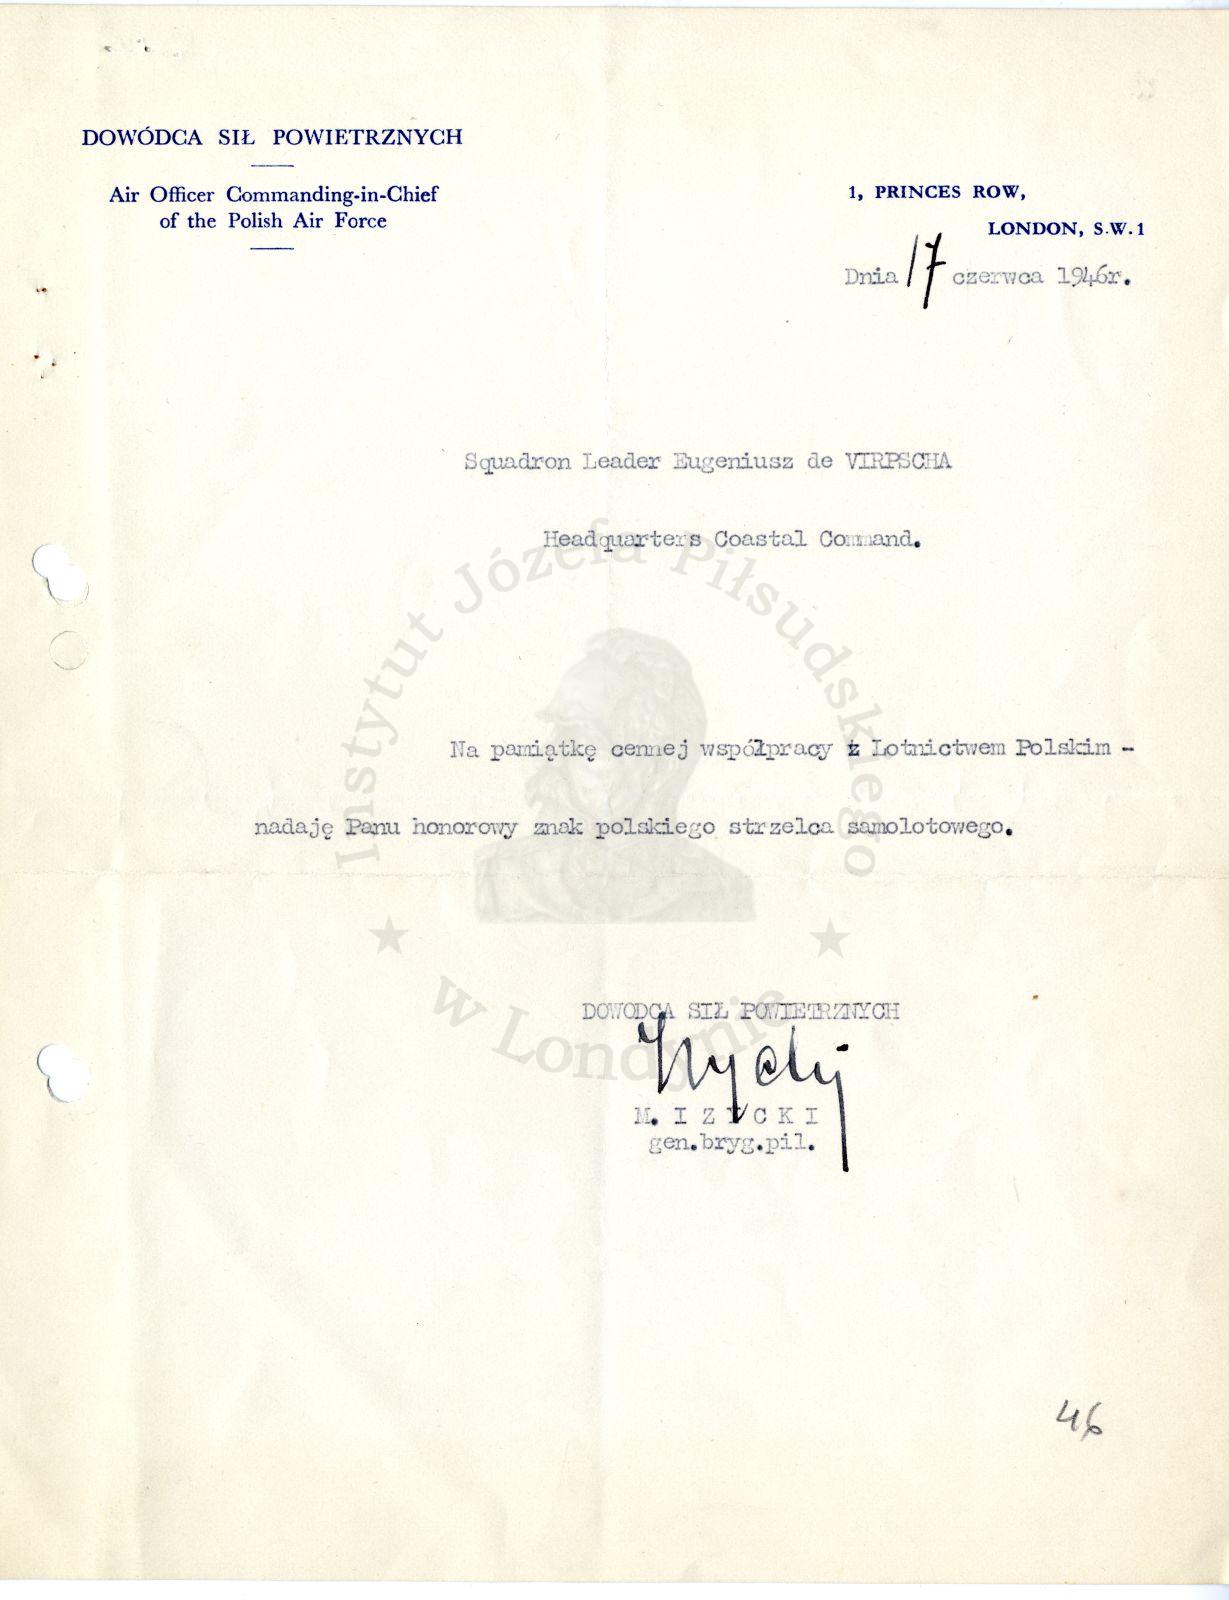 DOWÓDCA SIŁ POWIETRZNYCH
Air Officer Commanding-in-Chief
of the Polish Air Force
1, PRINCES ROW,
LONDON, S.W.1
Dnia 17 czerwca 1946r.
Squadron Leader Eugeniusz de VIRPSCHA
Headquarters Coastal Command.
Na pamiątkę cennej współpracy z Lotnictwem Polskim -
nadaję Panu honorowy znak polskiego strzelca samolotowego.
DOWODCA SIŁ POWIETRZNYCH
Izycki
M. I Z Y C K I
gen.bryg.pil.
46
Instytut Józefa Piłsudskiego
w Londynie